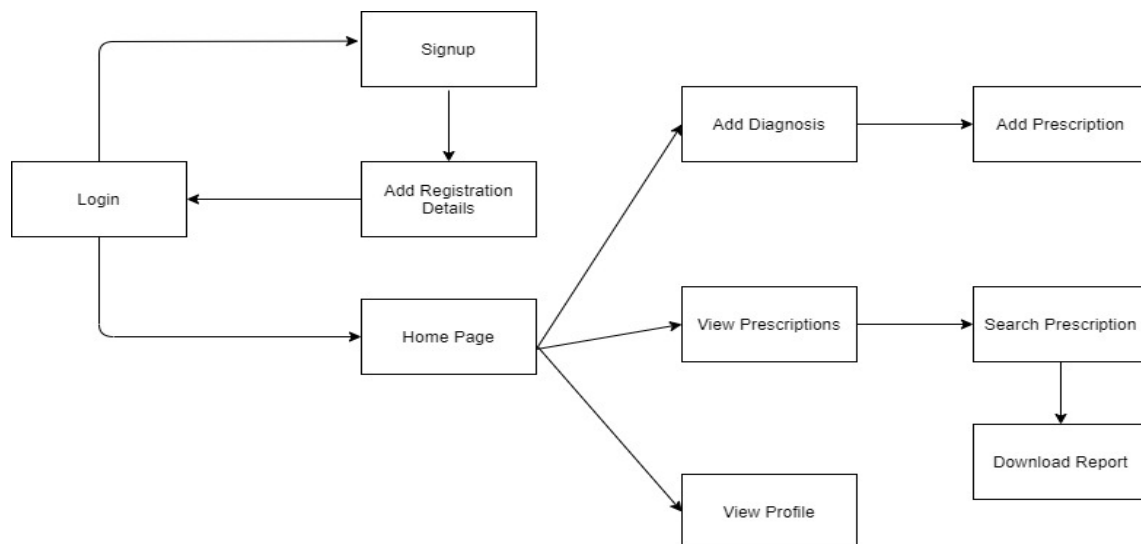 Signup
Add Diagnosis
Add Prescription
Login
Add Registration
Details
Home Page
View Prescriptions
Search Prescription
Download Report
View Profile